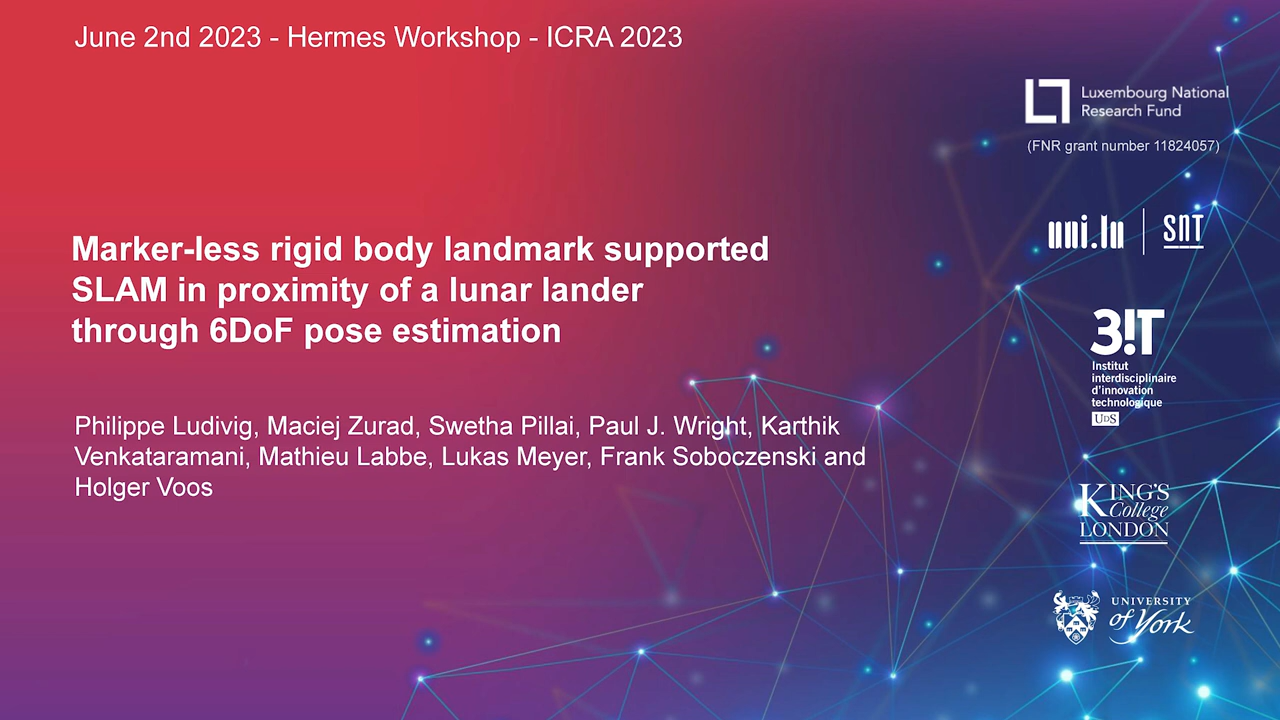 June 2nd 2023 - Hermes Workshop - ICRA 2023
Luxembourg National
Research Fund
(FNR grant number 11824057)
uni.lu | SNT
Marker-less rigid body landmark supported
SLAM in proximity of a lunar lander
through 6DoF pose estimation
3!T
Institut
interdisciplinaire
d'innovation
technologique
UdS
Philippe Ludivig, Maciej Zurad, Swetha Pillai, Paul J. Wright, Karthik
Venkataramani, Mathieu Labbe, Lukas Meyer, Frank Soboczenski and
Holger Voos
KING'S
College
LONDON
UNIVERSITY
of York